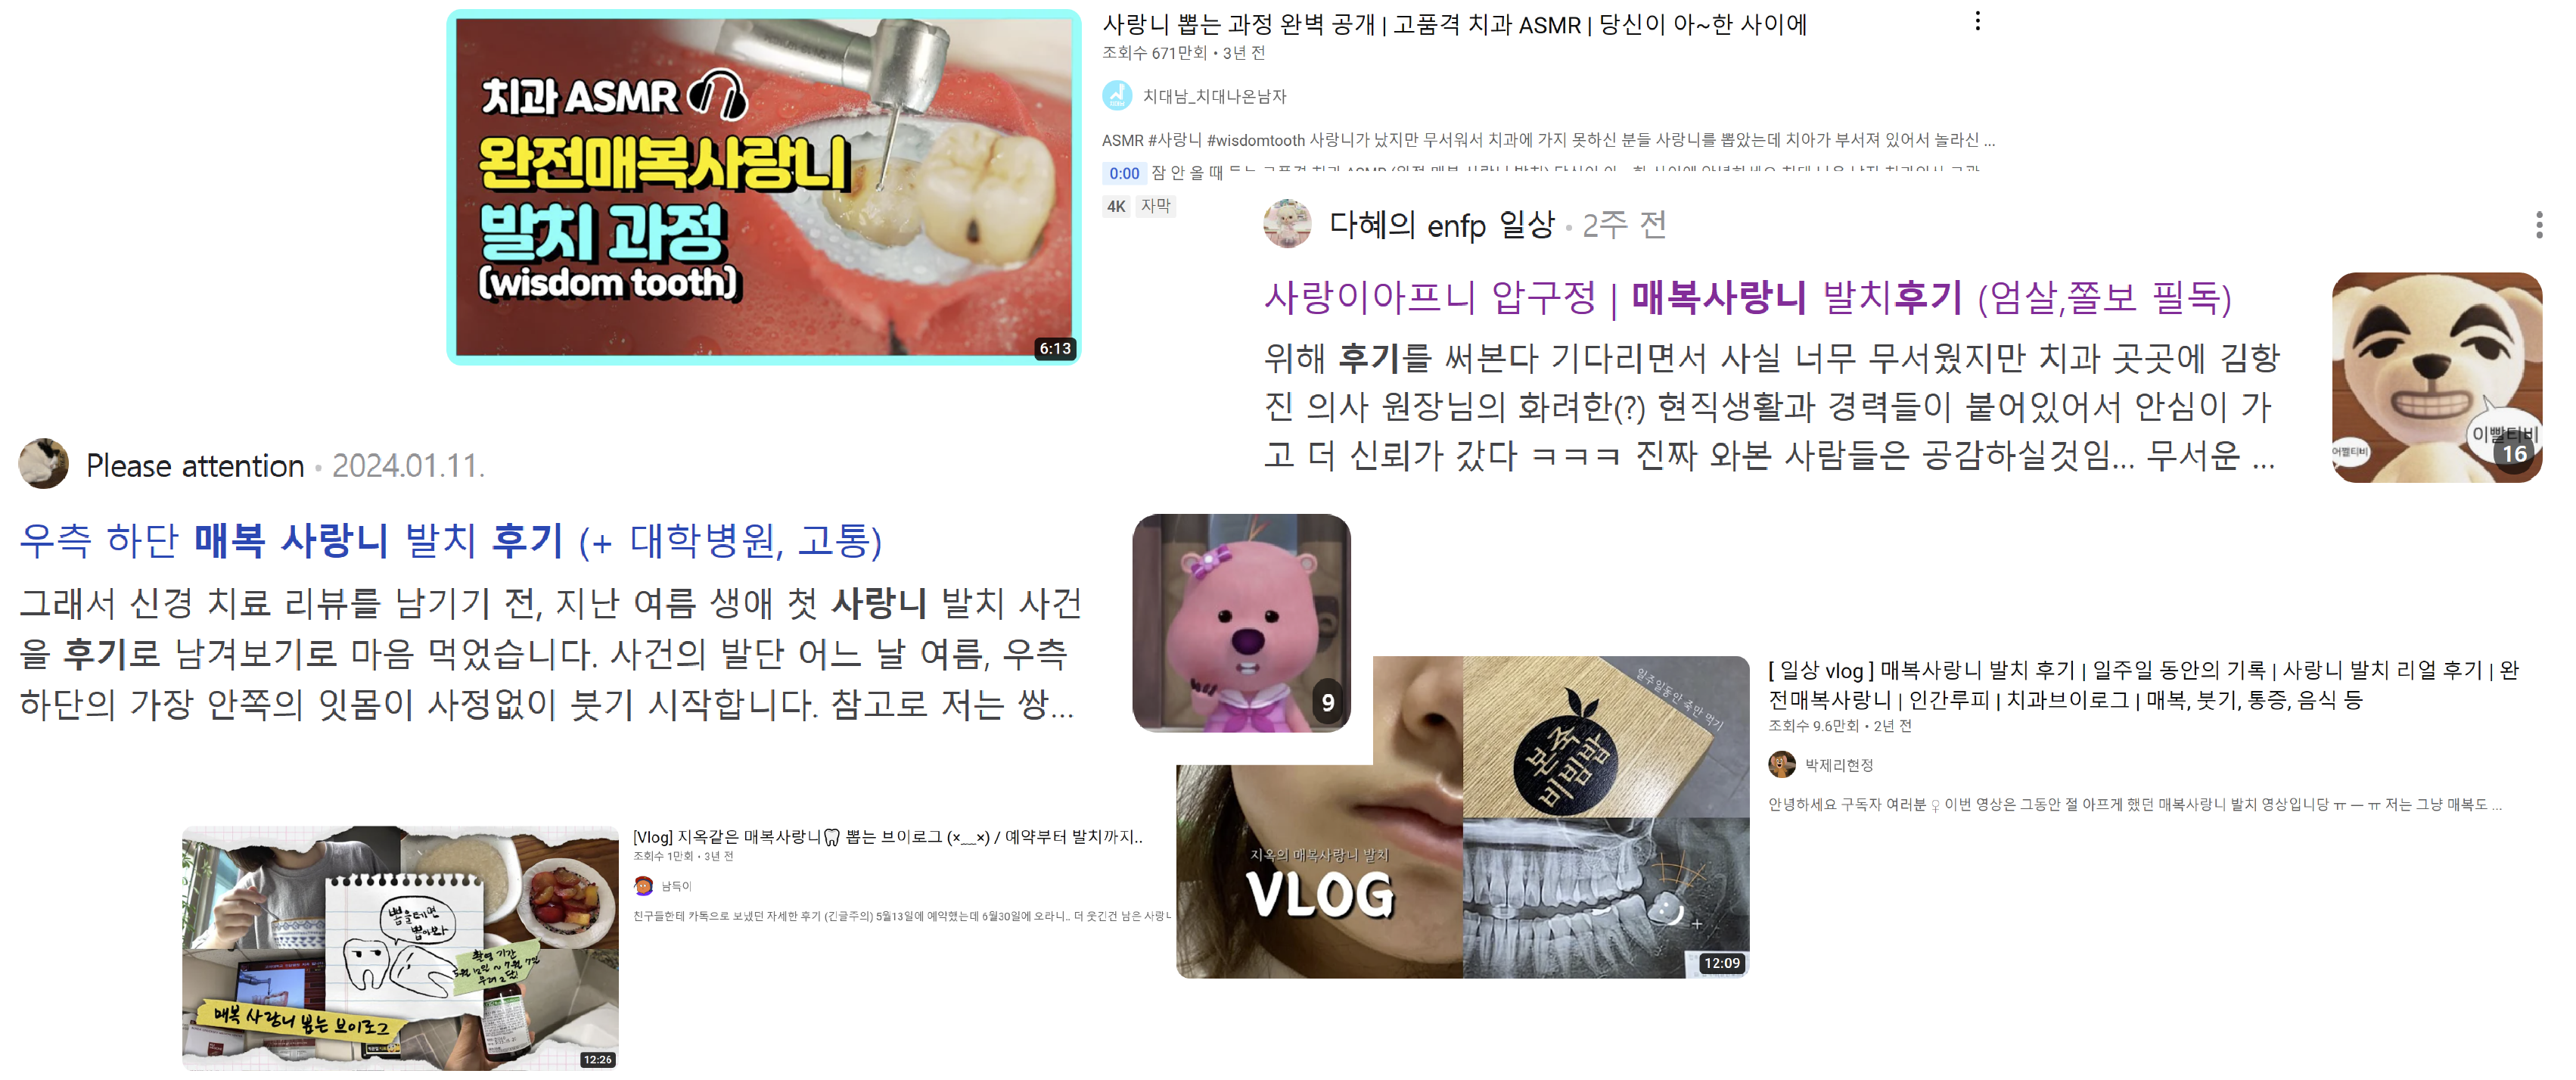 치과 ASMR
완전매복사랑니
발치 과정
(wisdom tooth)
6:13
사랑니 뽑는 과정 완벽 공개 | 고품격 치과 ASMR | 당신이 아~한 사이에
조회수 671만회 • 3년 전
치대남_치대나온남자
ASMR #사랑니 #wisdomtooth 사랑니가 났지만 무서워서 치과에 가지 못하신 분들 사랑니를 뽑았는데 치아가 부서져 있어서 놀라신 ...
0:00 잠 안 올 때
4K 자막
다혜의 enfp 일상 • 2주 전
사랑이아프니 압구정 | 매복사랑니 발치후기 (엄살,쫄보 필독)
위해 후기를 써본다 기다리면서 사실 너무 무서웠지만 치과 곳곳에 김항
진 의사 원장님의 화려한(?) 현직생활과 경력들이 붙어있어서 안심이 가
고 더 신뢰가 갔다 ㅋㅋㅋ 진짜 와본 사람들은 공감하실것임... 무서운 ...
이빨티비
어쩔티비
16
Please attention • 2024.01.11.
우측 하단 매복 사랑니 발치 후기 (+ 대학병원, 고통)
그래서 신경 치료 리뷰를 남기기 전, 지난 여름 생애 첫 사랑니 발치 사건
을 후기로 남겨보기로 마음 먹었습니다. 사건의 발단 어느 날 여름, 우측
하단의 가장 안쪽의 잇몸이 사정없이 붓기 시작합니다. 참고로 저는 쌍...
9
일주일동안 죽만 먹기
본죽
비빔밥
지옥의 매복사랑니 발치
VLOG
12:09
[ 일상 vlog ] 매복사랑니 발치 후기 | 일주일 동안의 기록 | 사랑니 발치 리얼 후기 | 완
전매복사랑니 | 인간루피 | 치과브이로그 | 매복, 붓기, 통증, 음식 등
조회수 9.6만회 • 2년 전
박제리현정
안녕하세요 구독자 여러분 ♀ 이번 영상은 그동안 절 아프게 했던 매복사랑니 발치 영상입니당 ㅠ ㅡ ㅠ 저는 그냥 매복도 ...
뽑을테면
뽑아봐
촬영 기간
5월 12일 ~ 7월 7일
매복 사랑니 뽑는 브이로그
12:26
[Vlog] 지옥같은 매복사랑니🦷 뽑는 브이로그 (×__×) / 예약부터 발치까지..
조회수 1만회 • 3년 전
남득이
친구들한테 카톡으로 보냈던 자세한 후기 (긴글주의) 5월13일에 예약했는데 6월30일에 오라니.. 더 웃긴건 남은 사랑니